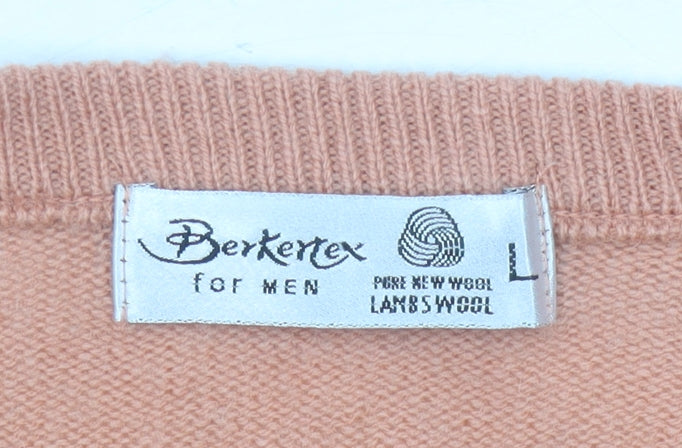 Berkertex
for MEN
PURE NEW WOOL
LAMBSWOOL
L